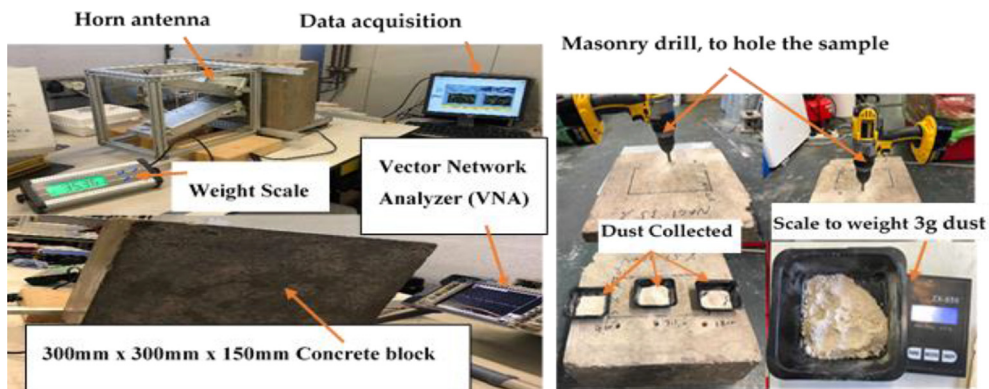 Horn antenna
Data acquisition
Weight Scale
Vector Network
Analyzer (VNA)
300mm x 300mm x 150mm Concrete block
Masonry drill, to hole the sample
Dust Collected
Scale to weight 3g dust